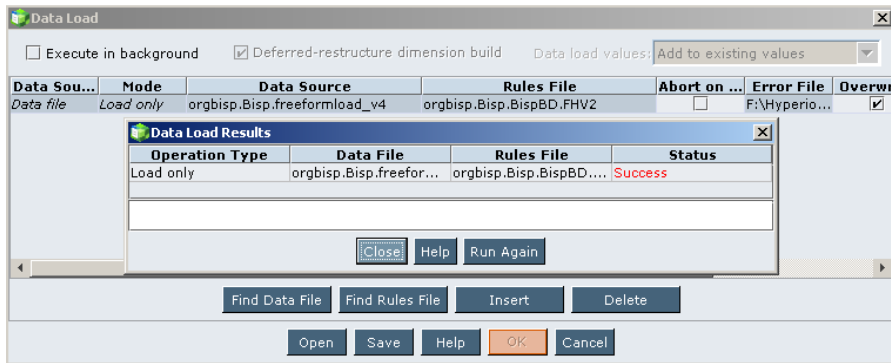 Data Load
Execute in background Deferred-restructure dimension build Data load values: Add to existing values
Data Sou... Mode Data Source Rules File Abort on ... Error File Overwr
Data file Load only orgbisp.Bisp.freeformload_v4 orgbisp.Bisp.BispBD.FHV2 F:\Hyperio...
Data Load Results
Operation Type Data File Rules File Status
Load only orgbisp.Bisp.freefor... orgbisp.Bisp.BispBD.... Success
Close Help Run Again
Find Data File Find Rules File Insert Delete
Open Save Help OK Cancel